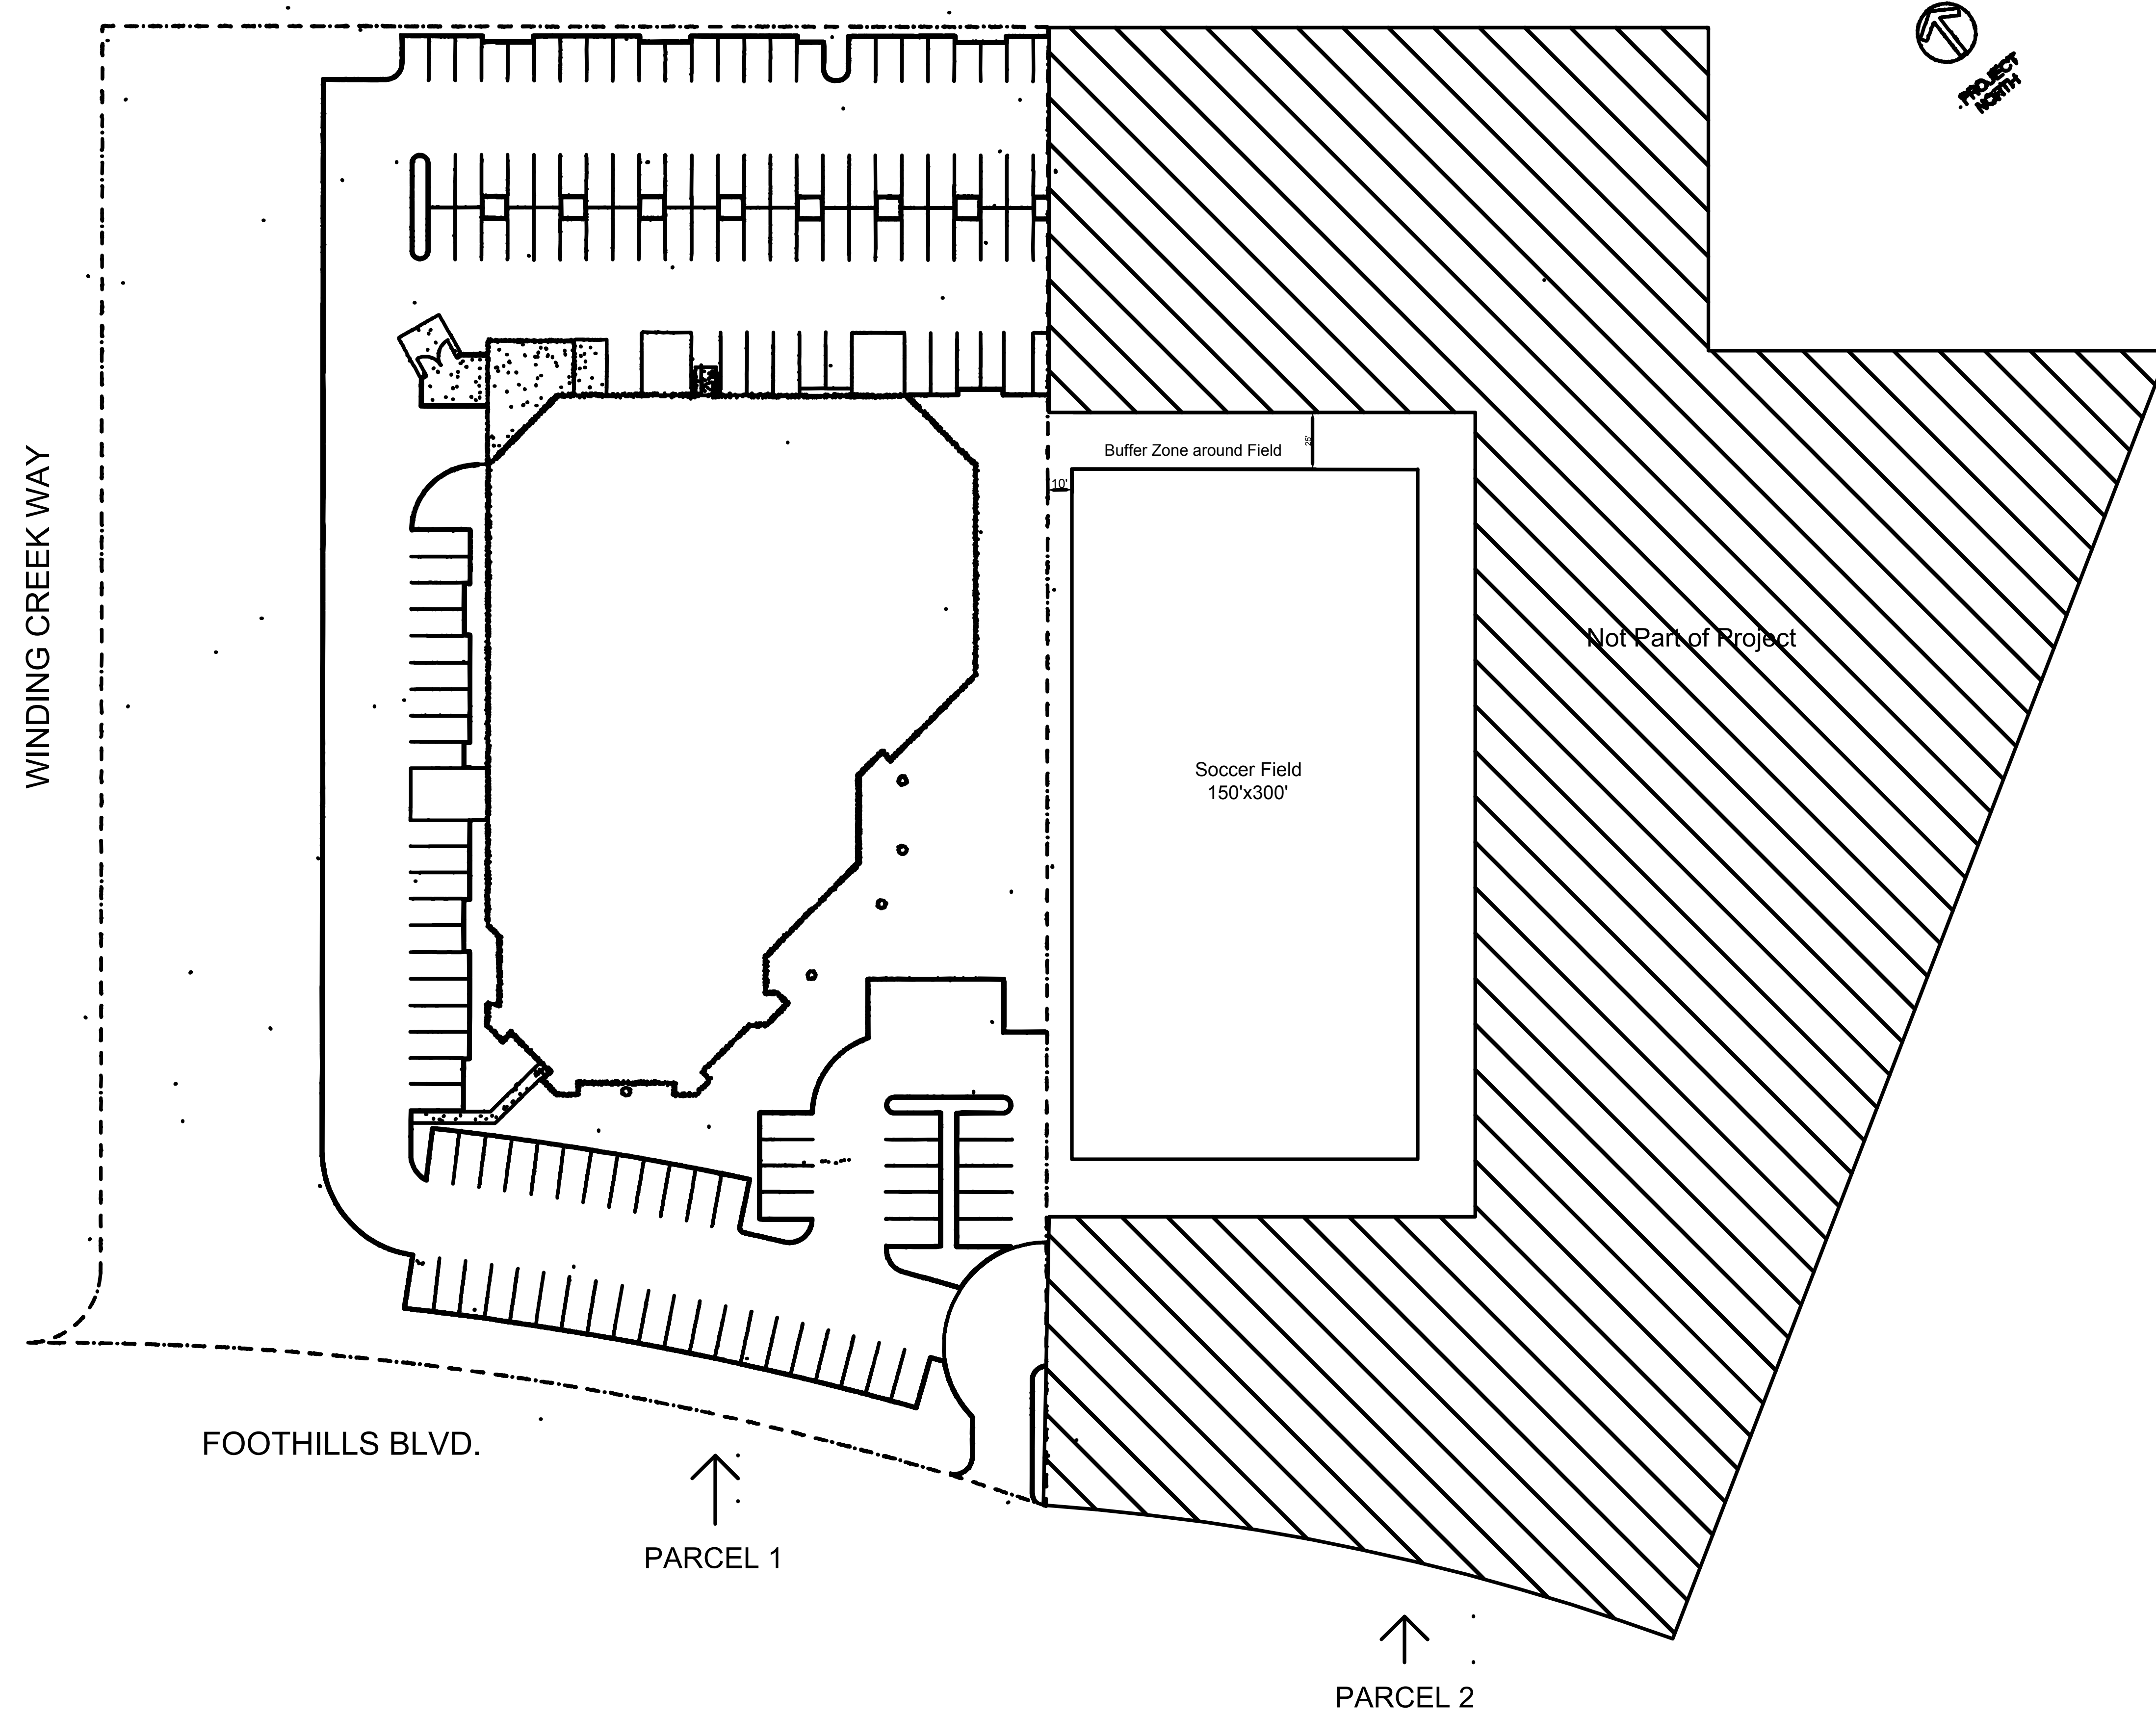 PROJECT
NORTH
WINDING CREEK WAY
Buffer Zone around Field
25'
10'
Not Part of Project
Soccer Field
150'x300'
FOOTHILLS BLVD.
PARCEL 1
PARCEL 2